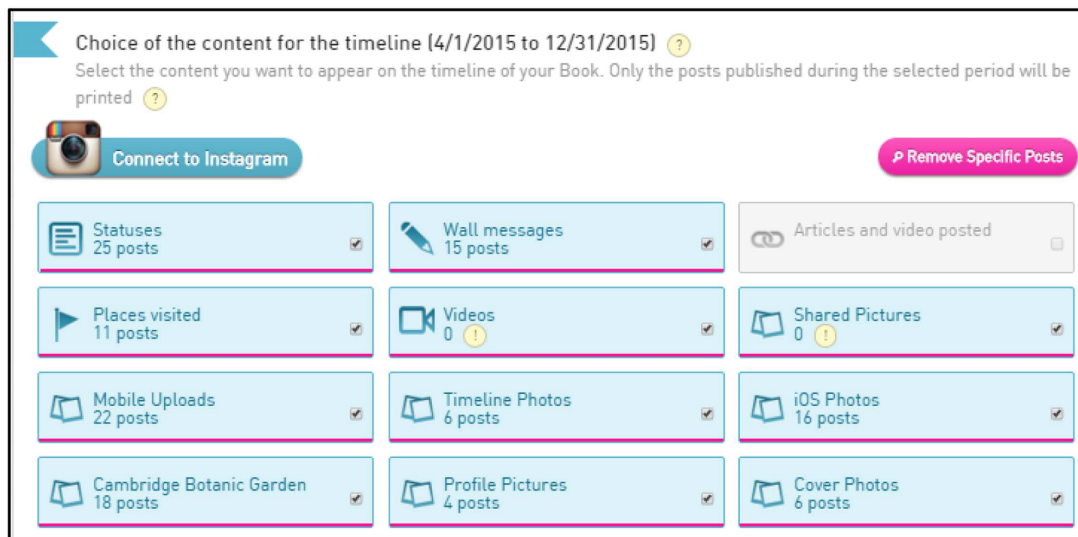 Choice of the content for the timeline (4/1/2015 to 12/31/2015) ?
Select the content you want to appear on the timeline of your Book. Only the posts published during the selected period will be
printed ?
Connect to Instagram
Remove Specific Posts
Statuses
25 posts
Wall messages
15 posts
Articles and video posted
Places visited
11 posts
Videos
0 !
Shared Pictures
0 !
Mobile Uploads
22 posts
Timeline Photos
6 posts
iOS Photos
16 posts
Cambridge Botanic Garden
18 posts
Profile Pictures
4 posts
Cover Photos
6 posts